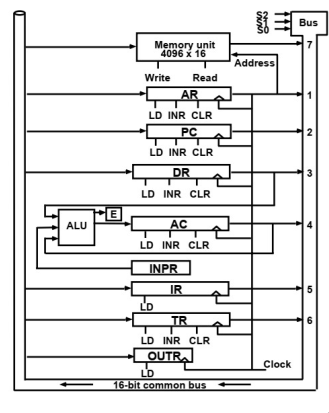 S2
S1
S0
Bus
Memory unit
4096 x 16
7
Address
Write Read
AR
1
LD INR CLR
PC
2
LD INR CLR
DR
3
LD INR CLR
E
ALU
AC
4
LD INR CLR
INPR
IR
5
LD
TR
6
LD INR CLR
OUTR
Clock
LD
16-bit common bus